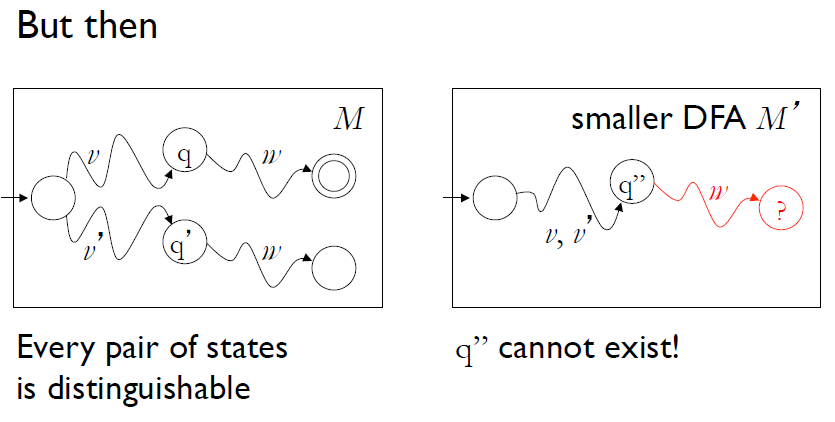 But then
M
v
q
w
v’
q’
w
smaller DFA M’
q”
w
?
v, v’
Every pair of states
is distinguishable
q” cannot exist!